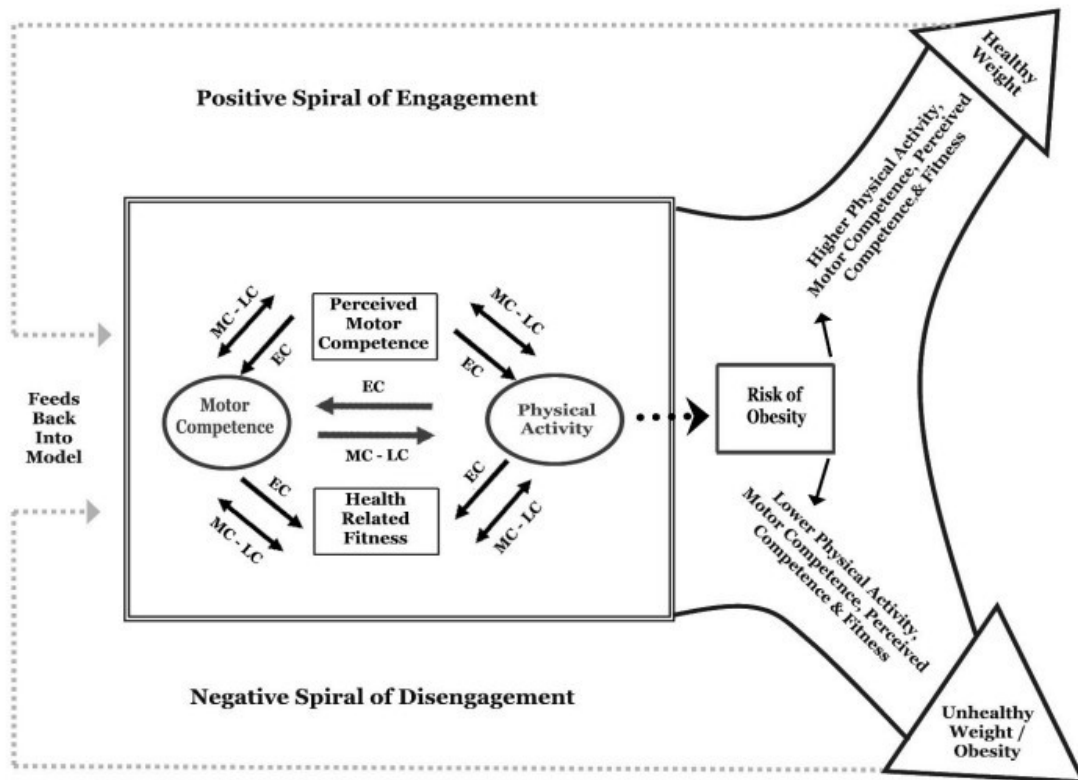 Positive Spiral of Engagement
Healthy
Weight
Higher Physical Activity,
Motor Competence, Perceived
Competence,& Fitness
MC - LC
EC
Perceived
Motor
Competence
MC - LC
EC
Feeds
Back
Into
Model
Motor
Competence
EC
MC - LC
Physical
Activity
Risk of
Obesity
EC
MC - LC
Health
Related
Fitness
EC
MC - LC
Lower Physical Activity,
Motor Competence, Perceived
Competence & Fitness
Negative Spiral of Disengagement
Unhealthy
Weight /
Obesity